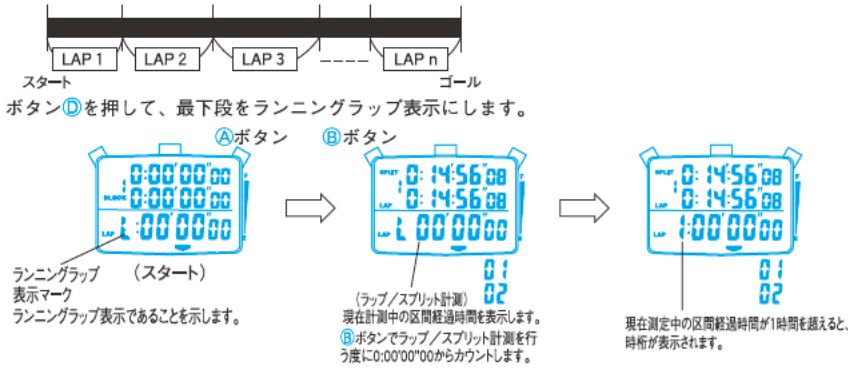 LAP 1 LAP 2 LAP 3 LAP n
スタート ゴール
ボタンⒹを押して、最下段をランニングラップ表示にします。
Ⓐボタン Ⓑボタン
0:00'00"00
0:00'00"00
LAP L:00'00"00
ランニングラップ
表示マーク
ランニングラップ表示であることを示します。
(スタート)
SPLIT 1 0:14'56"08
LAP 0:14'56"08
LAP L 00'00"00
01
02
(ラップ/スプリット計測)
現在計測中の区間経過時間を表示します。
Ⓑボタンでラップ/スプリット計測を行
う度に0:00'00"00からカウントします。
SPLIT 1 0:14'56"08
LAP 0:14'56"08
LAP 1:00'00"00
01
02
現在測定中の区間経過時間が1時間を超えると、
時桁が表示されます。